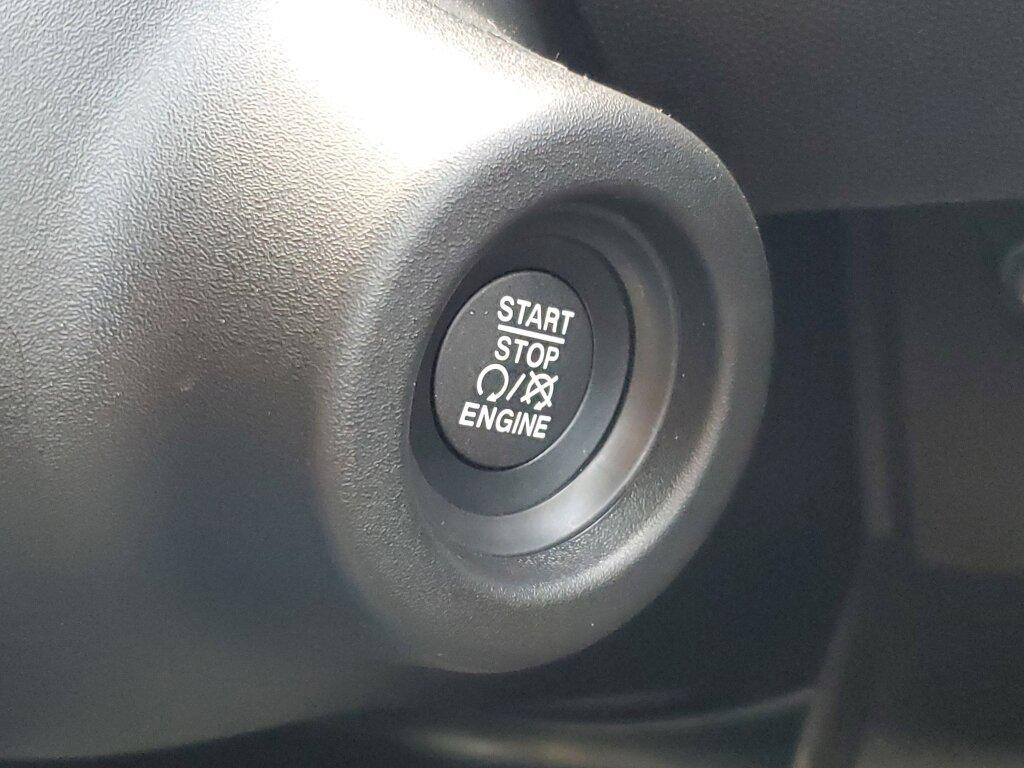 START
STOP
/
ENGINE